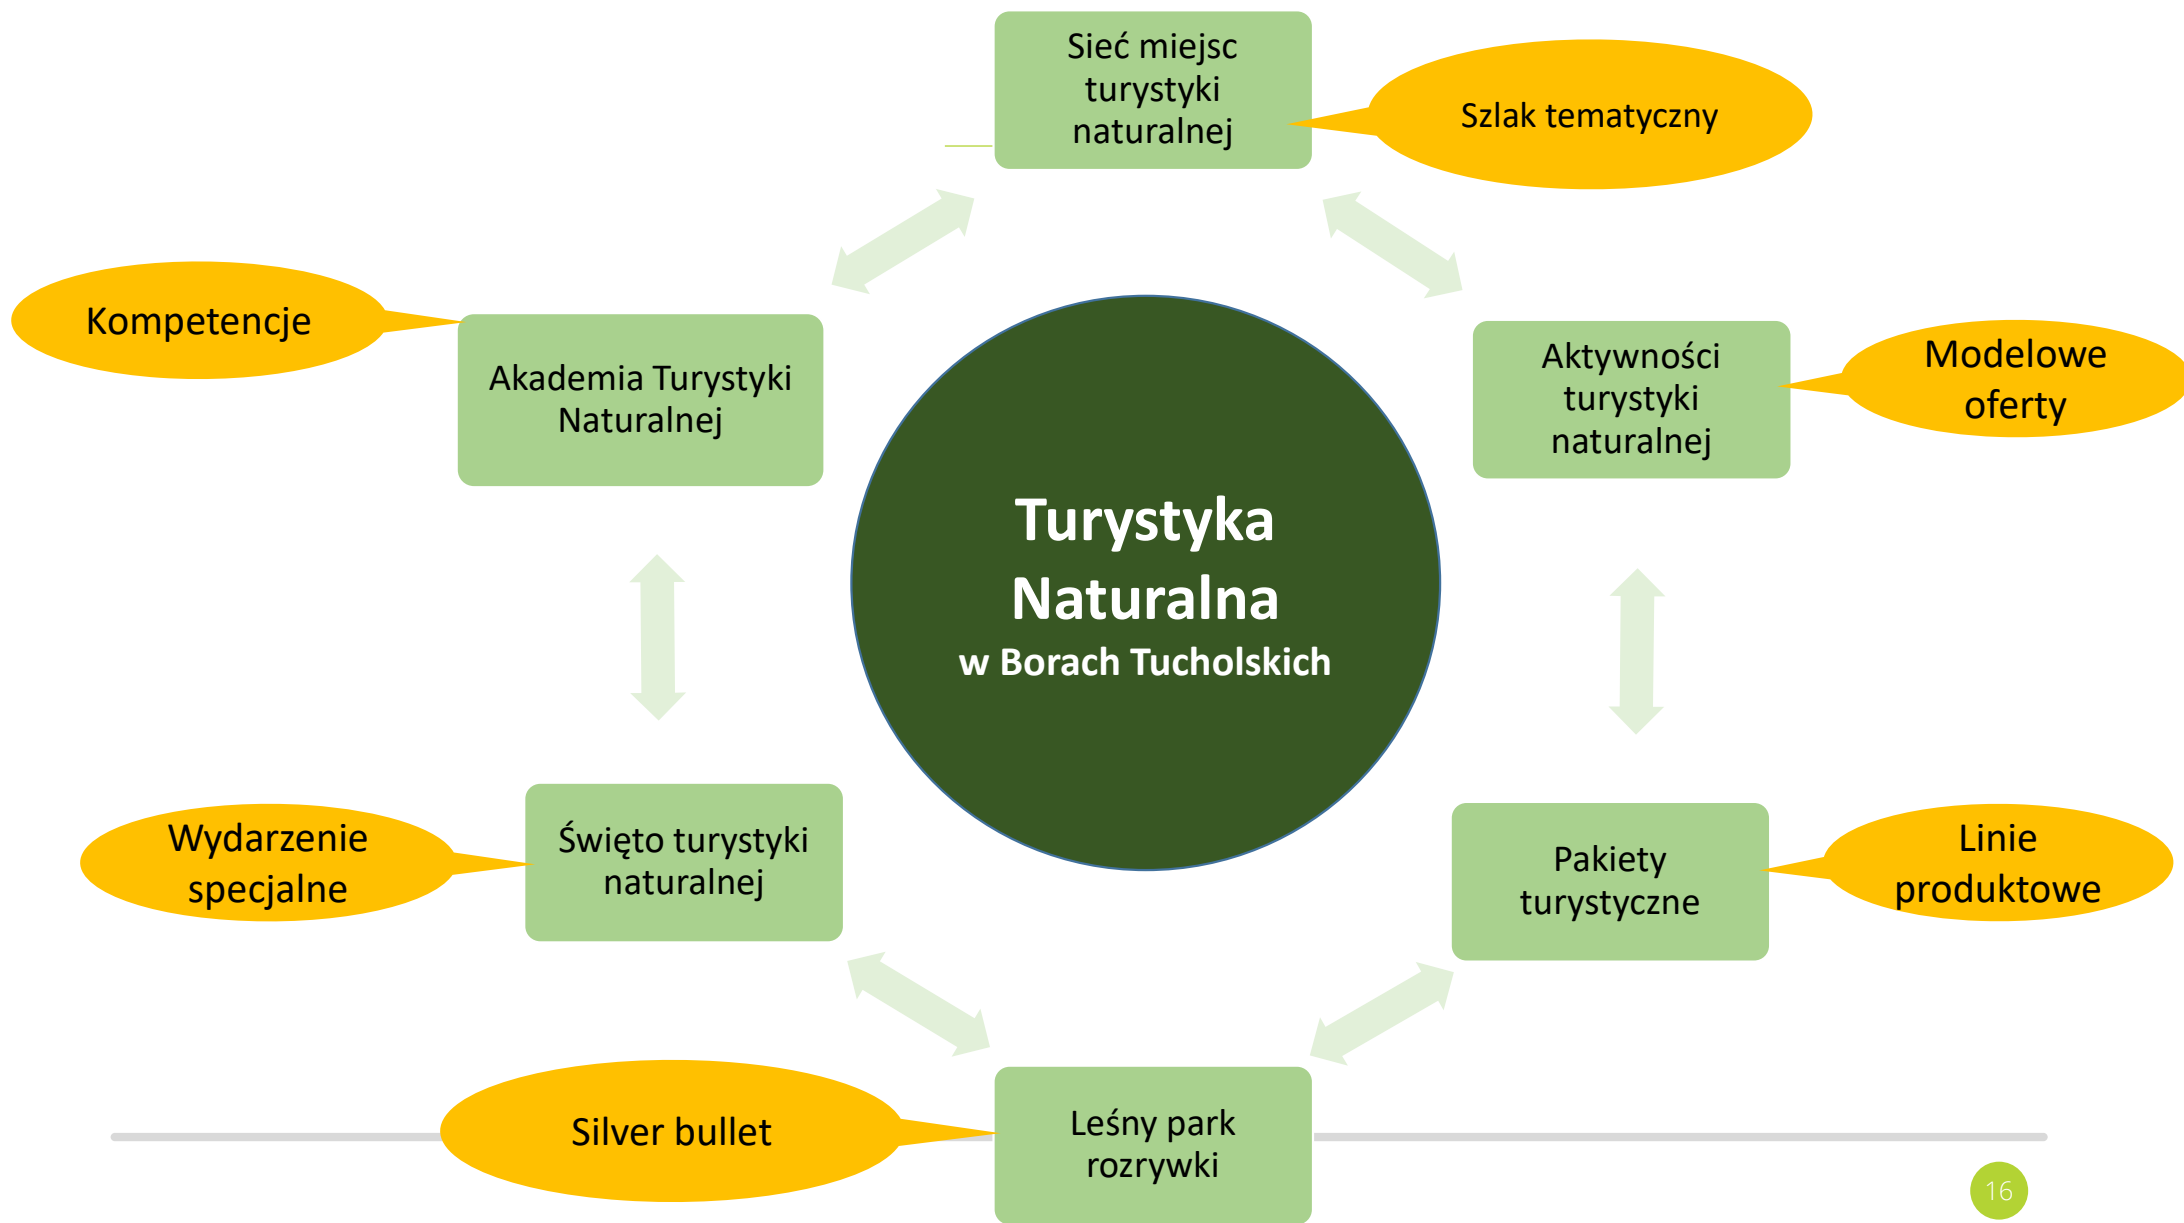 Sieć miejsc
turystyki
naturalnej
Szlak tematyczny
Kompetencje
Akademia Turystyki
Naturalnej
Aktywności
turystyki
naturalnej
Modelowe
oferty
Turystyka
Naturalna
w Borach Tucholskich
Wydarzenie
specjalne
Święto turystyki
naturalnej
Pakiety
turystyczne
Linie
produktowe
Silver bullet
Leśny park
rozrywki
16